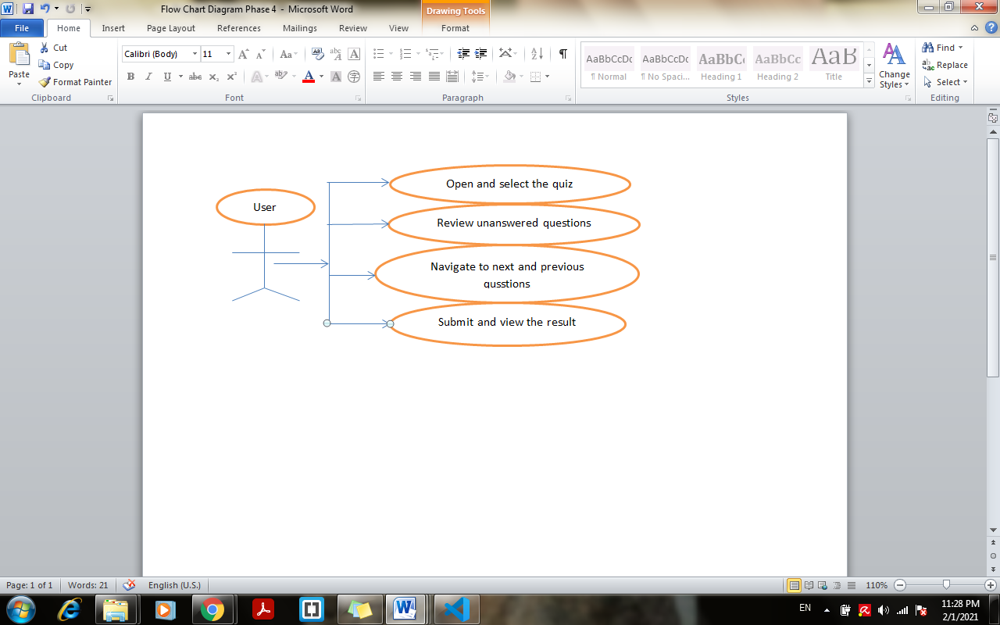 Flow Chart Diagram Phase 4 - Microsoft Word
Drawing Tools
File Home Insert Page Layout References Mailings Review View Format
Paste
Cut
Copy
Format Painter
Clipboard
Calibri (Body) 11
Font
Paragraph
AaBbCcDc AaBbCcDc AaBbC AaBbCc AaB
¶ Normal ¶ No Spaci... Heading 1 Heading 2 Title
Change
Styles
Styles
Find
Replace
Select
Editing
User
Open and select the quiz
Review unanswered questions
Navigate to next and previous
qusstions
Submit and view the result
Page: 1 of 1 Words: 21 English (U.S.) 110%
EN
11:28 PM
2/1/2021